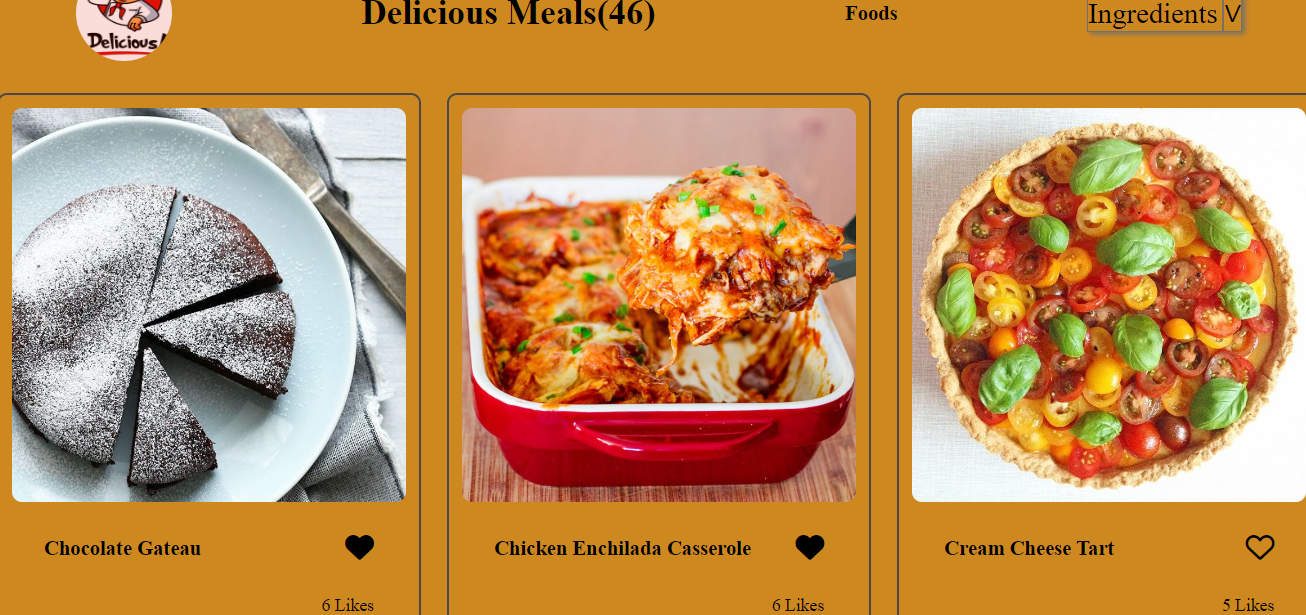 Delicious!
Delicious Meals(46)
Foods
Ingredients V
Chocolate Gateau
6 Likes
Chicken Enchilada Casserole
6 Likes
Cream Cheese Tart
5 Likes